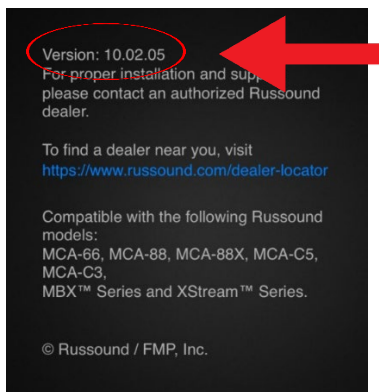 Version: 10.02.05
For proper installation and
please contact an authorized Russound
dealer.
To find a dealer near you, visit
https://www.russound.com/dealer-locator
Compatible with the following Russound
models:
MCA-66, MCA-88, MCA-88X, MCA-C5,
MCA-C3,
MBX™ Series and XStream™ Series.
© Russound / FMP, Inc.